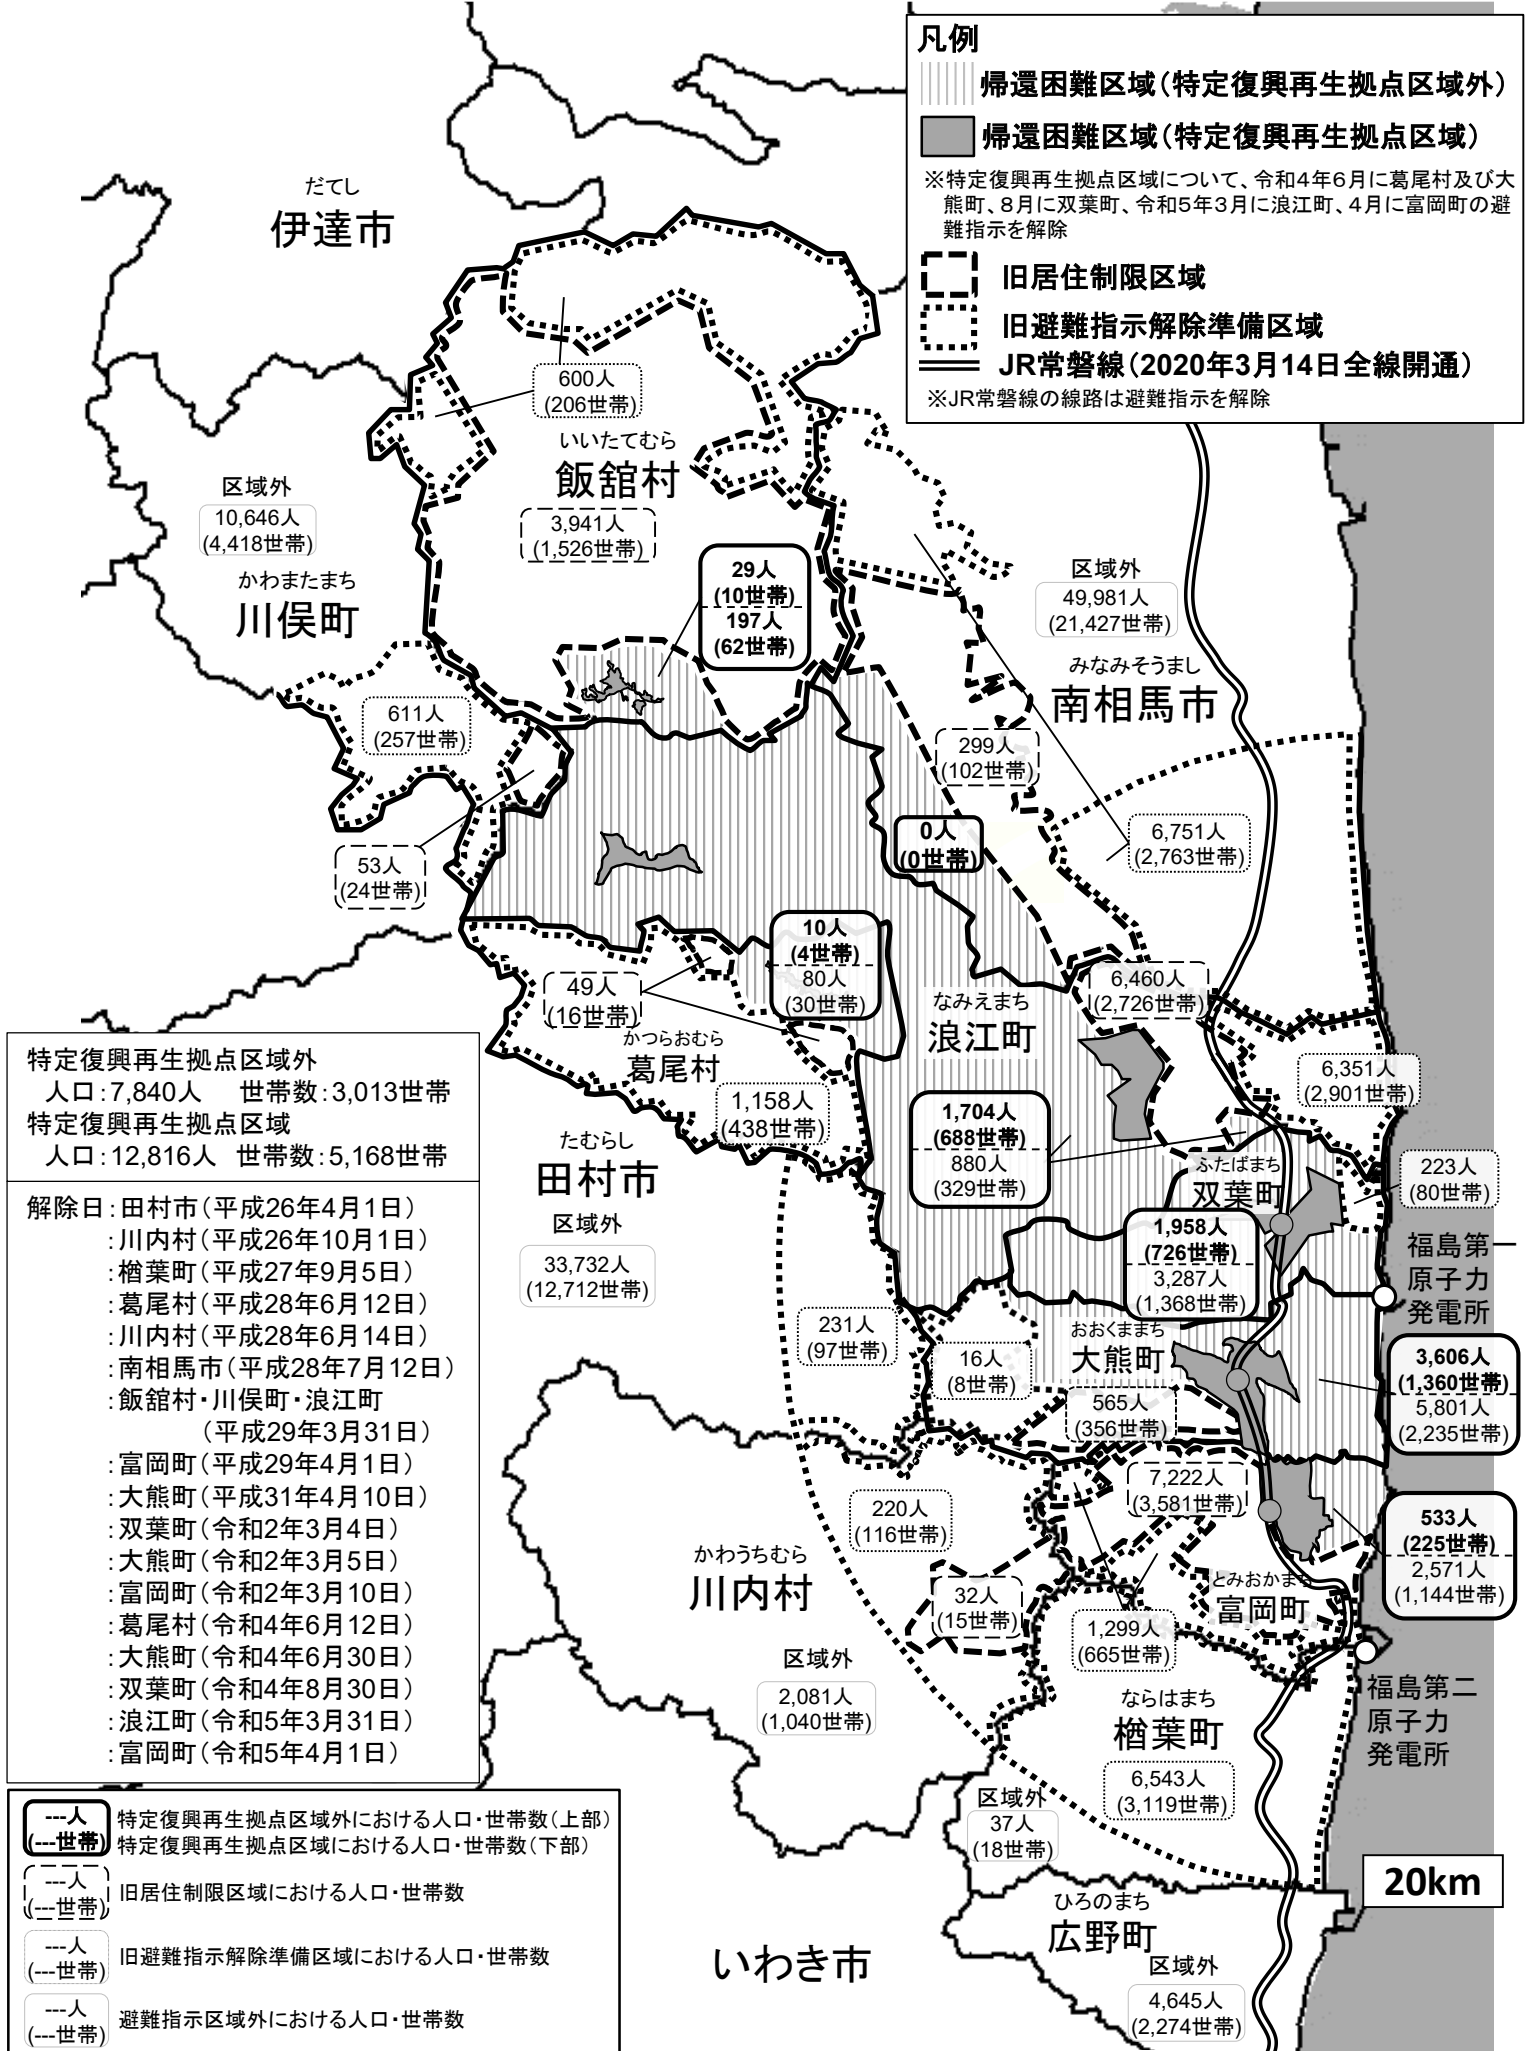 凡例
帰還困難区域（特定復興再生拠点区域外）
帰還困難区域（特定復興再生拠点区域）
※特定復興再生拠点区域について、令和4年6月に葛尾村及び大
熊町、8月に双葉町、令和5年3月に浪江町、4月に富岡町の避
難指示を解除
旧居住制限区域
旧避難指示解除準備区域
JR常磐線（2020年3月14日全線開通）
※JR常磐線の線路は避難指示を解除
だてし
伊達市
600人
(206世帯)
いいたてむら
飯舘村
3,941人
(1,526世帯)
区域外
10,646人
(4,418世帯)
かわまたまち
川俣町
29人
(10世帯)
197人
(62世帯)
区域外
49,981人
(21,427世帯)
みなみそうまし
南相馬市
611人
(257世帯)
299人
(102世帯)
53人
(24世帯)
0人
(0世帯)
6,751人
(2,763世帯)
10人
(4世帯)
80人
(30世帯)
49人
(16世帯)
かつらおむら
葛尾村
なみえまち
浪江町
6,460人
(2,726世帯)
6,351人
(2,901世帯)
1,158人
(438世帯)
1,704人
(688世帯)
880人
(329世帯)
ふたばまち
双葉町
223人
(80世帯)
特定復興再生拠点区域外
人口：7,840人　世帯数：3,013世帯
特定復興再生拠点区域
人口：12,816人　世帯数：5,168世帯
たむらし
田村市
区域外
33,732人
(12,712世帯)
1,958人
(726世帯)
3,287人
(1,368世帯)
福島第一
原子力
発電所
231人
(97世帯)
16人
(8世帯)
おおくままち
大熊町
565人
(356世帯)
3,606人
(1,360世帯)
5,801人
(2,235世帯)
解除日：田村市（平成26年4月1日）
：川内村（平成26年10月1日）
：楢葉町（平成27年9月5日）
：葛尾村（平成28年6月12日）
：川内村（平成28年6月14日）
：南相馬市（平成28年7月12日）
：飯舘村・川俣町・浪江町
（平成29年3月31日）
：富岡町（平成29年4月1日）
：大熊町（平成31年4月10日）
：双葉町（令和2年3月4日）
：大熊町（令和2年3月5日）
：富岡町（令和2年3月10日）
：葛尾村（令和4年6月12日）
：大熊町（令和4年6月30日）
：双葉町（令和4年8月30日）
：浪江町（令和5年3月31日）
：富岡町（令和5年4月1日）
220人
(116世帯)
7,222人
(3,581世帯)
533人
(225世帯)
2,571人
(1,144世帯)
かわうちむら
川内村
32人
(15世帯)
とみおかまち
富岡町
1,299人
(665世帯)
区域外
2,081人
(1,040世帯)
ならはまち
楢葉町
6,543人
(3,119世帯)
福島第二
原子力
発電所
区域外
37人
(18世帯)
20km
ひろのまち
広野町
区域外
4,645人
(2,274世帯)
いわき市
---人
(---世帯)
特定復興再生拠点区域外における人口・世帯数（上部）
特定復興再生拠点区域における人口・世帯数（下部）
---人
(---世帯)
旧居住制限区域における人口・世帯数
---人
(---世帯)
旧避難指示解除準備区域における人口・世帯数
---人
(---世帯)
避難指示区域外における人口・世帯数